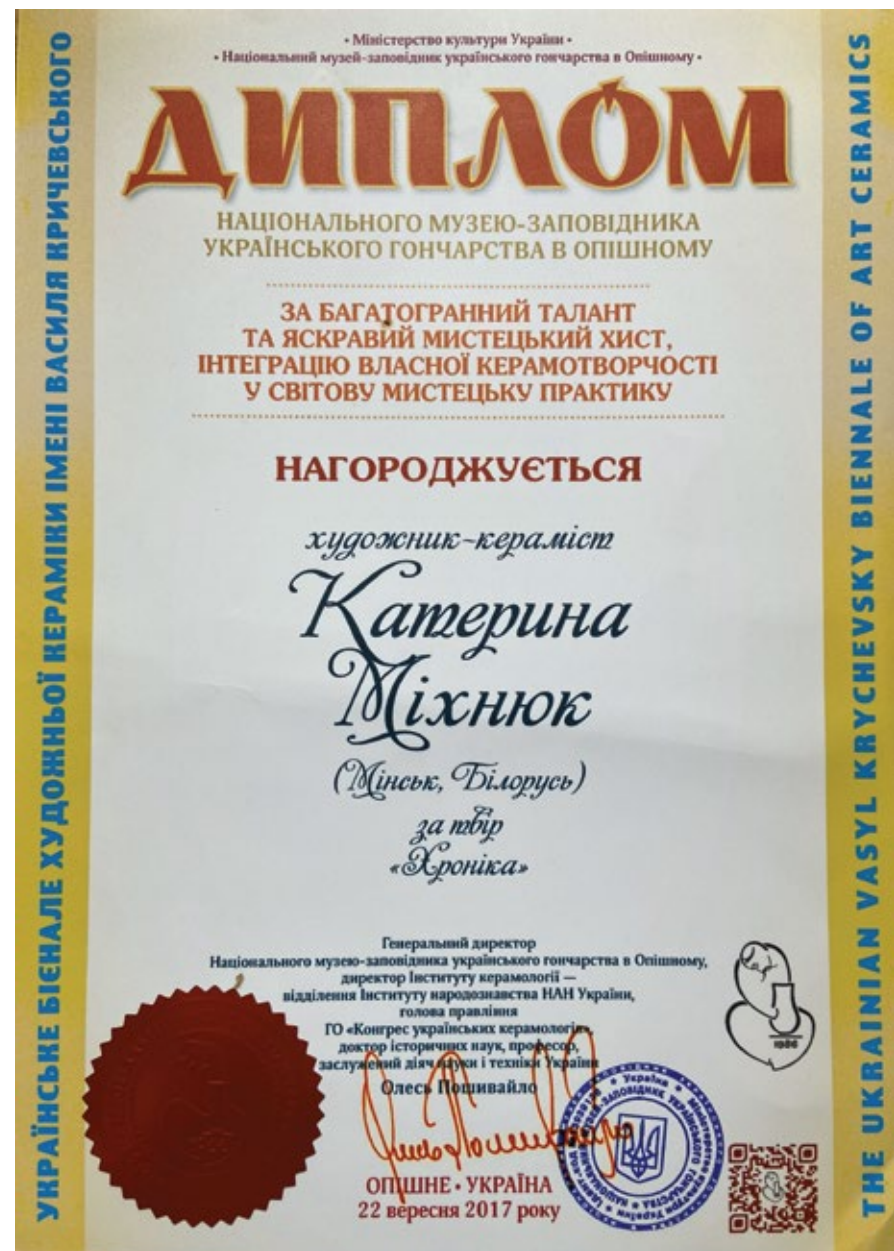 • Міністерство культури України •
• Національний музей-заповідник українського гончарства в Опішному •
ДИПЛОМ
НАЦІОНАЛЬНОГО МУЗЕЮ-ЗАПОВІДНИКА
УКРАЇНСЬКОГО ГОНЧАРСТВА В ОПІШНОМУ
ЗА БАГАТОГРАННИЙ ТАЛАНТ
ТА ЯСКРАВИЙ МИСТЕЦЬКИЙ ХИСТ,
ІНТЕГРАЦІЮ ВЛАСНОЇ КЕРАМОТВОРЧОСТІ
У СВІТОВУ МИСТЕЦЬКУ ПРАКТИКУ
НАГОРОДЖУЄТЬСЯ
художник-кераміст
Катерина
Міхнюк
(Мінськ, Білорусь)
за твір
«Хроніка»
Генеральний директор
Національного музею-заповідника українського гончарства в Опішному,
директор Інституту керамології —
відділення Інституту народознавства НАН України,
голова правління
ГО «Конгрес українських керамологів»,
доктор історичних наук, професор,
заслужений діяч науки і техніки України
Олесь Пошивайло
ОПІШНЕ • УКРАЇНА
22 вересня 2017 року
1986
УКРАЇНСЬКЕ БІЄНАЛЕ ХУДОЖНЬОЇ КЕРАМІКИ ІМЕНІ ВАСИЛЯ КРИЧЕВСЬКОГО
THE UKRAINIAN VASYL KRYCHEVSKY BIENNALE OF ART CERAMICS